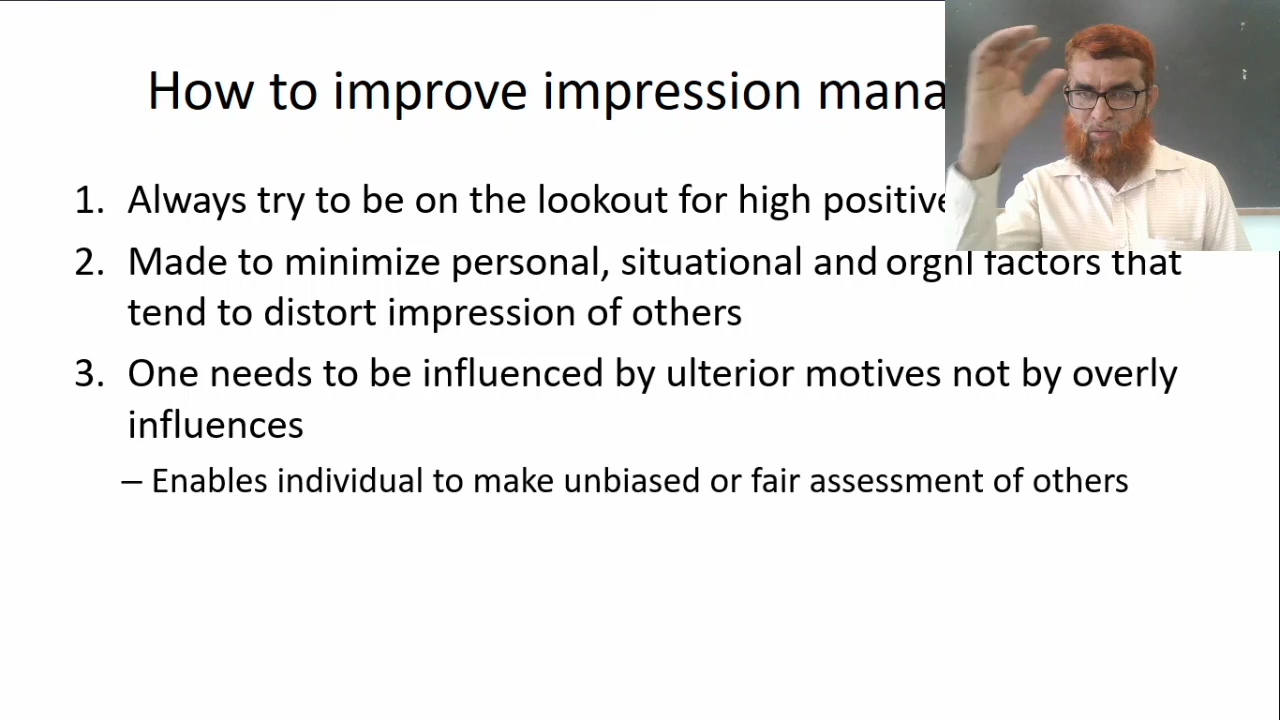 How to improve impression mana
1. Always try to be on the lookout for high positive
2. Made to minimize personal, situational and orgnl factors that
tend to distort impression of others
3. One needs to be influenced by ulterior motives not by overly
influences
– Enables individual to make unbiased or fair assessment of others